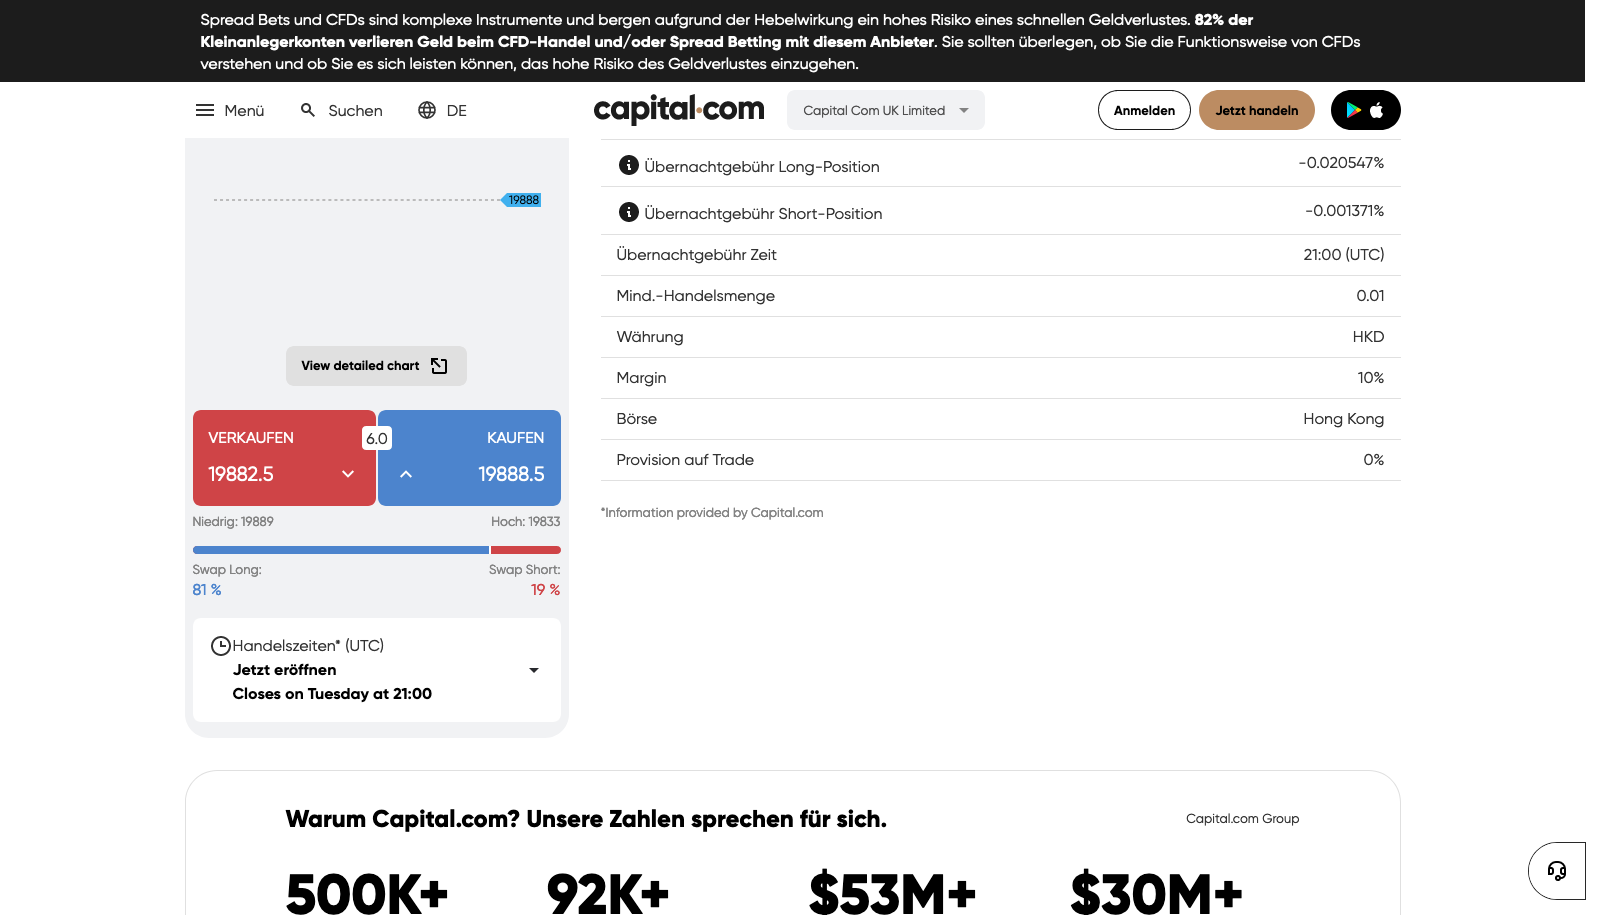 Spread Bets und CFDs sind komplexe Instrumente und bergen aufgrund der Hebelwirkung ein hohes Risiko eines schnellen Geldverlustes. 82% der
Kleinanlegerkonten verlieren Geld beim CFD-Handel und/oder Spread Betting mit diesem Anbieter. Sie sollten überlegen, ob Sie die Funktionsweise von CFDs
verstehen und ob Sie es sich leisten können, das hohe Risiko des Geldverlustes einzugehen.
Menü
Suchen
DE
capital.com
Capital Com UK Limited
Anmelden
Jetzt handeln
19888
View detailed chart
VERKAUFEN
19882.5
6.0
KAUFEN
19888.5
Niedrig: 19889
Hoch: 19833
Swap Long:
81 %
Swap Short:
19 %
Handelszeiten* (UTC)
Jetzt eröffnen
Closes on Tuesday at 21:00
Übernachtgebühr Long-Position -0.020547%
Übernachtgebühr Short-Position -0.001371%
Übernachtgebühr Zeit 21:00 (UTC)
Mind.-Handelsmenge 0.01
Währung HKD
Margin 10%
Börse Hong Kong
Provision auf Trade 0%
*Information provided by Capital.com
Warum Capital.com? Unsere Zahlen sprechen für sich.
Capital.com Group
500K+ 92K+ $53M+ $30M+